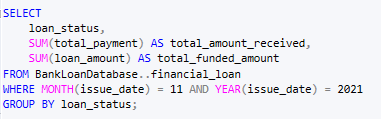 SELECT
    loan_status,
    SUM(total_payment) AS total_amount_received,
    SUM(loan_amount) AS total_funded_amount
FROM BankLoanDatabase..financial_loan
WHERE MONTH(issue_date) = 11 AND YEAR(issue_date) = 2021
GROUP BY loan_status;